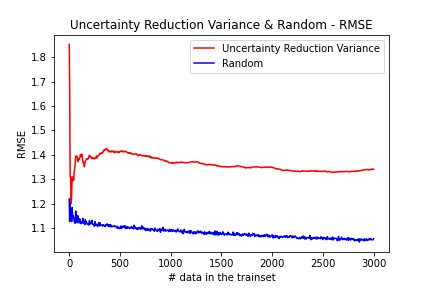 Uncertainty Reduction Variance & Random - RMSE
Uncertainty Reduction Variance
Random
RMSE
1.8
1.7
1.6
1.5
1.4
1.3
1.2
1.1
0 500 1000 1500 2000 2500 3000
# data in the trainset